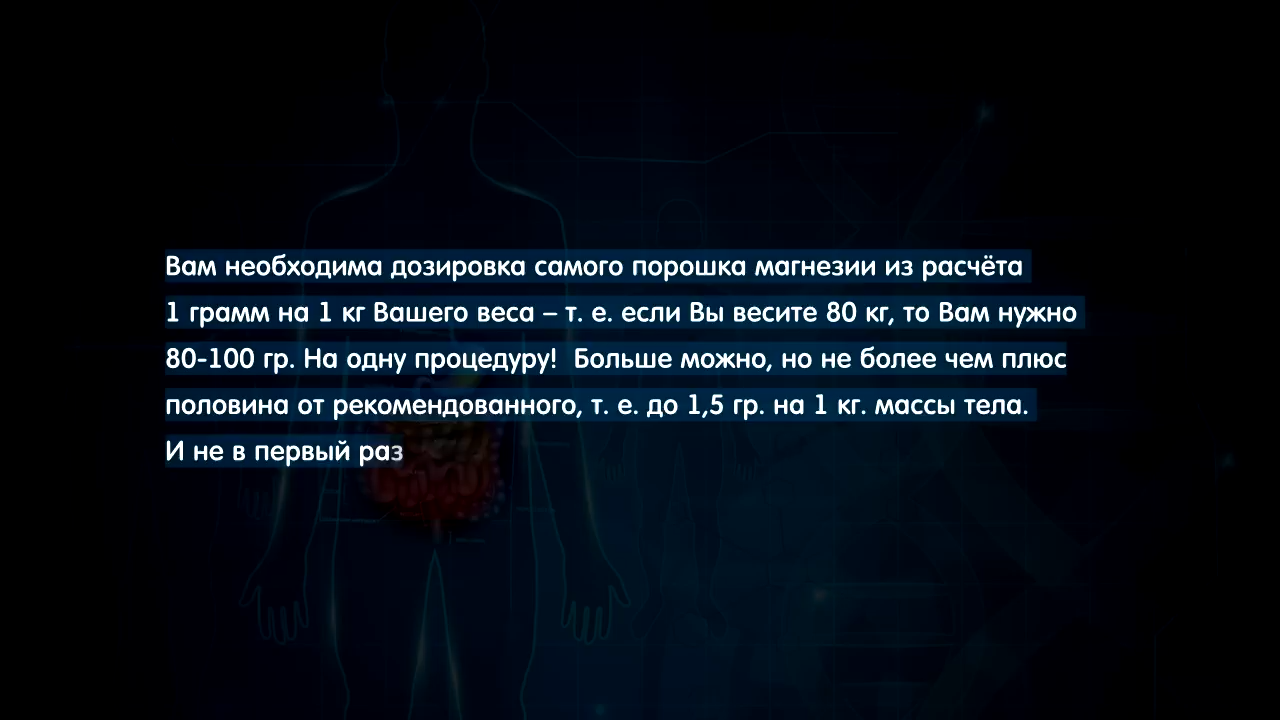 Вам необходима дозировка самого порошка магнезии из расчёта
1 грамм на 1 кг Вашего веса – т. е. если Вы весите 80 кг, то Вам нужно
80-100 гр. На одну процедуру!  Больше можно, но не более чем плюс
половина от рекомендованного, т. е. до 1,5 гр. на 1 кг. массы тела.
И не в первый раз